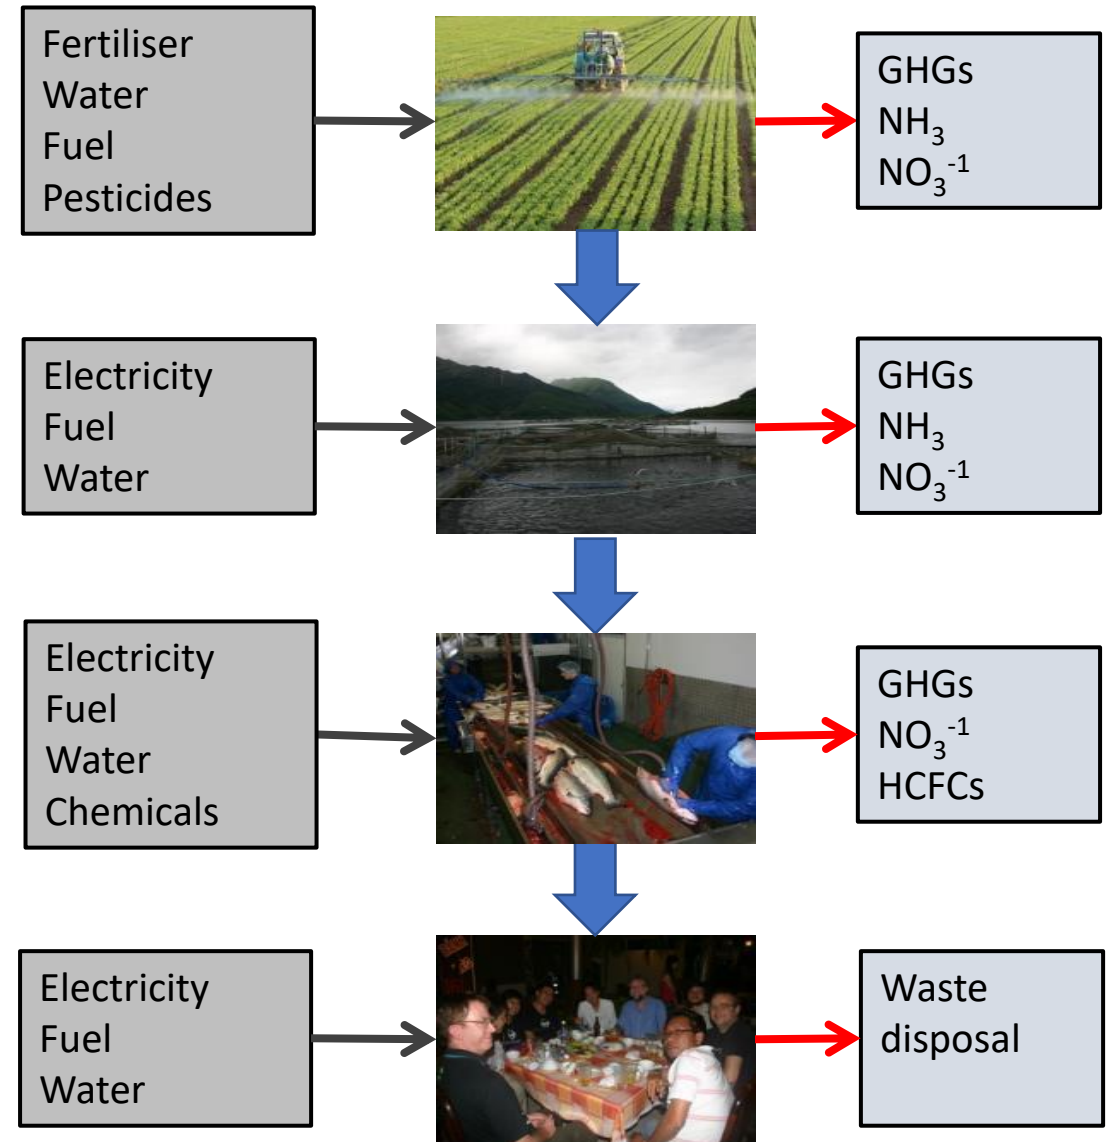 Fertiliser
Water
Fuel
Pesticides
GHGs
NH₃
NO₃⁻¹
Electricity
Fuel
Water
GHGs
NH₃
NO₃⁻¹
Electricity
Fuel
Water
Chemicals
GHGs
NO₃⁻¹
HCFCs
Electricity
Fuel
Water
Waste
disposal